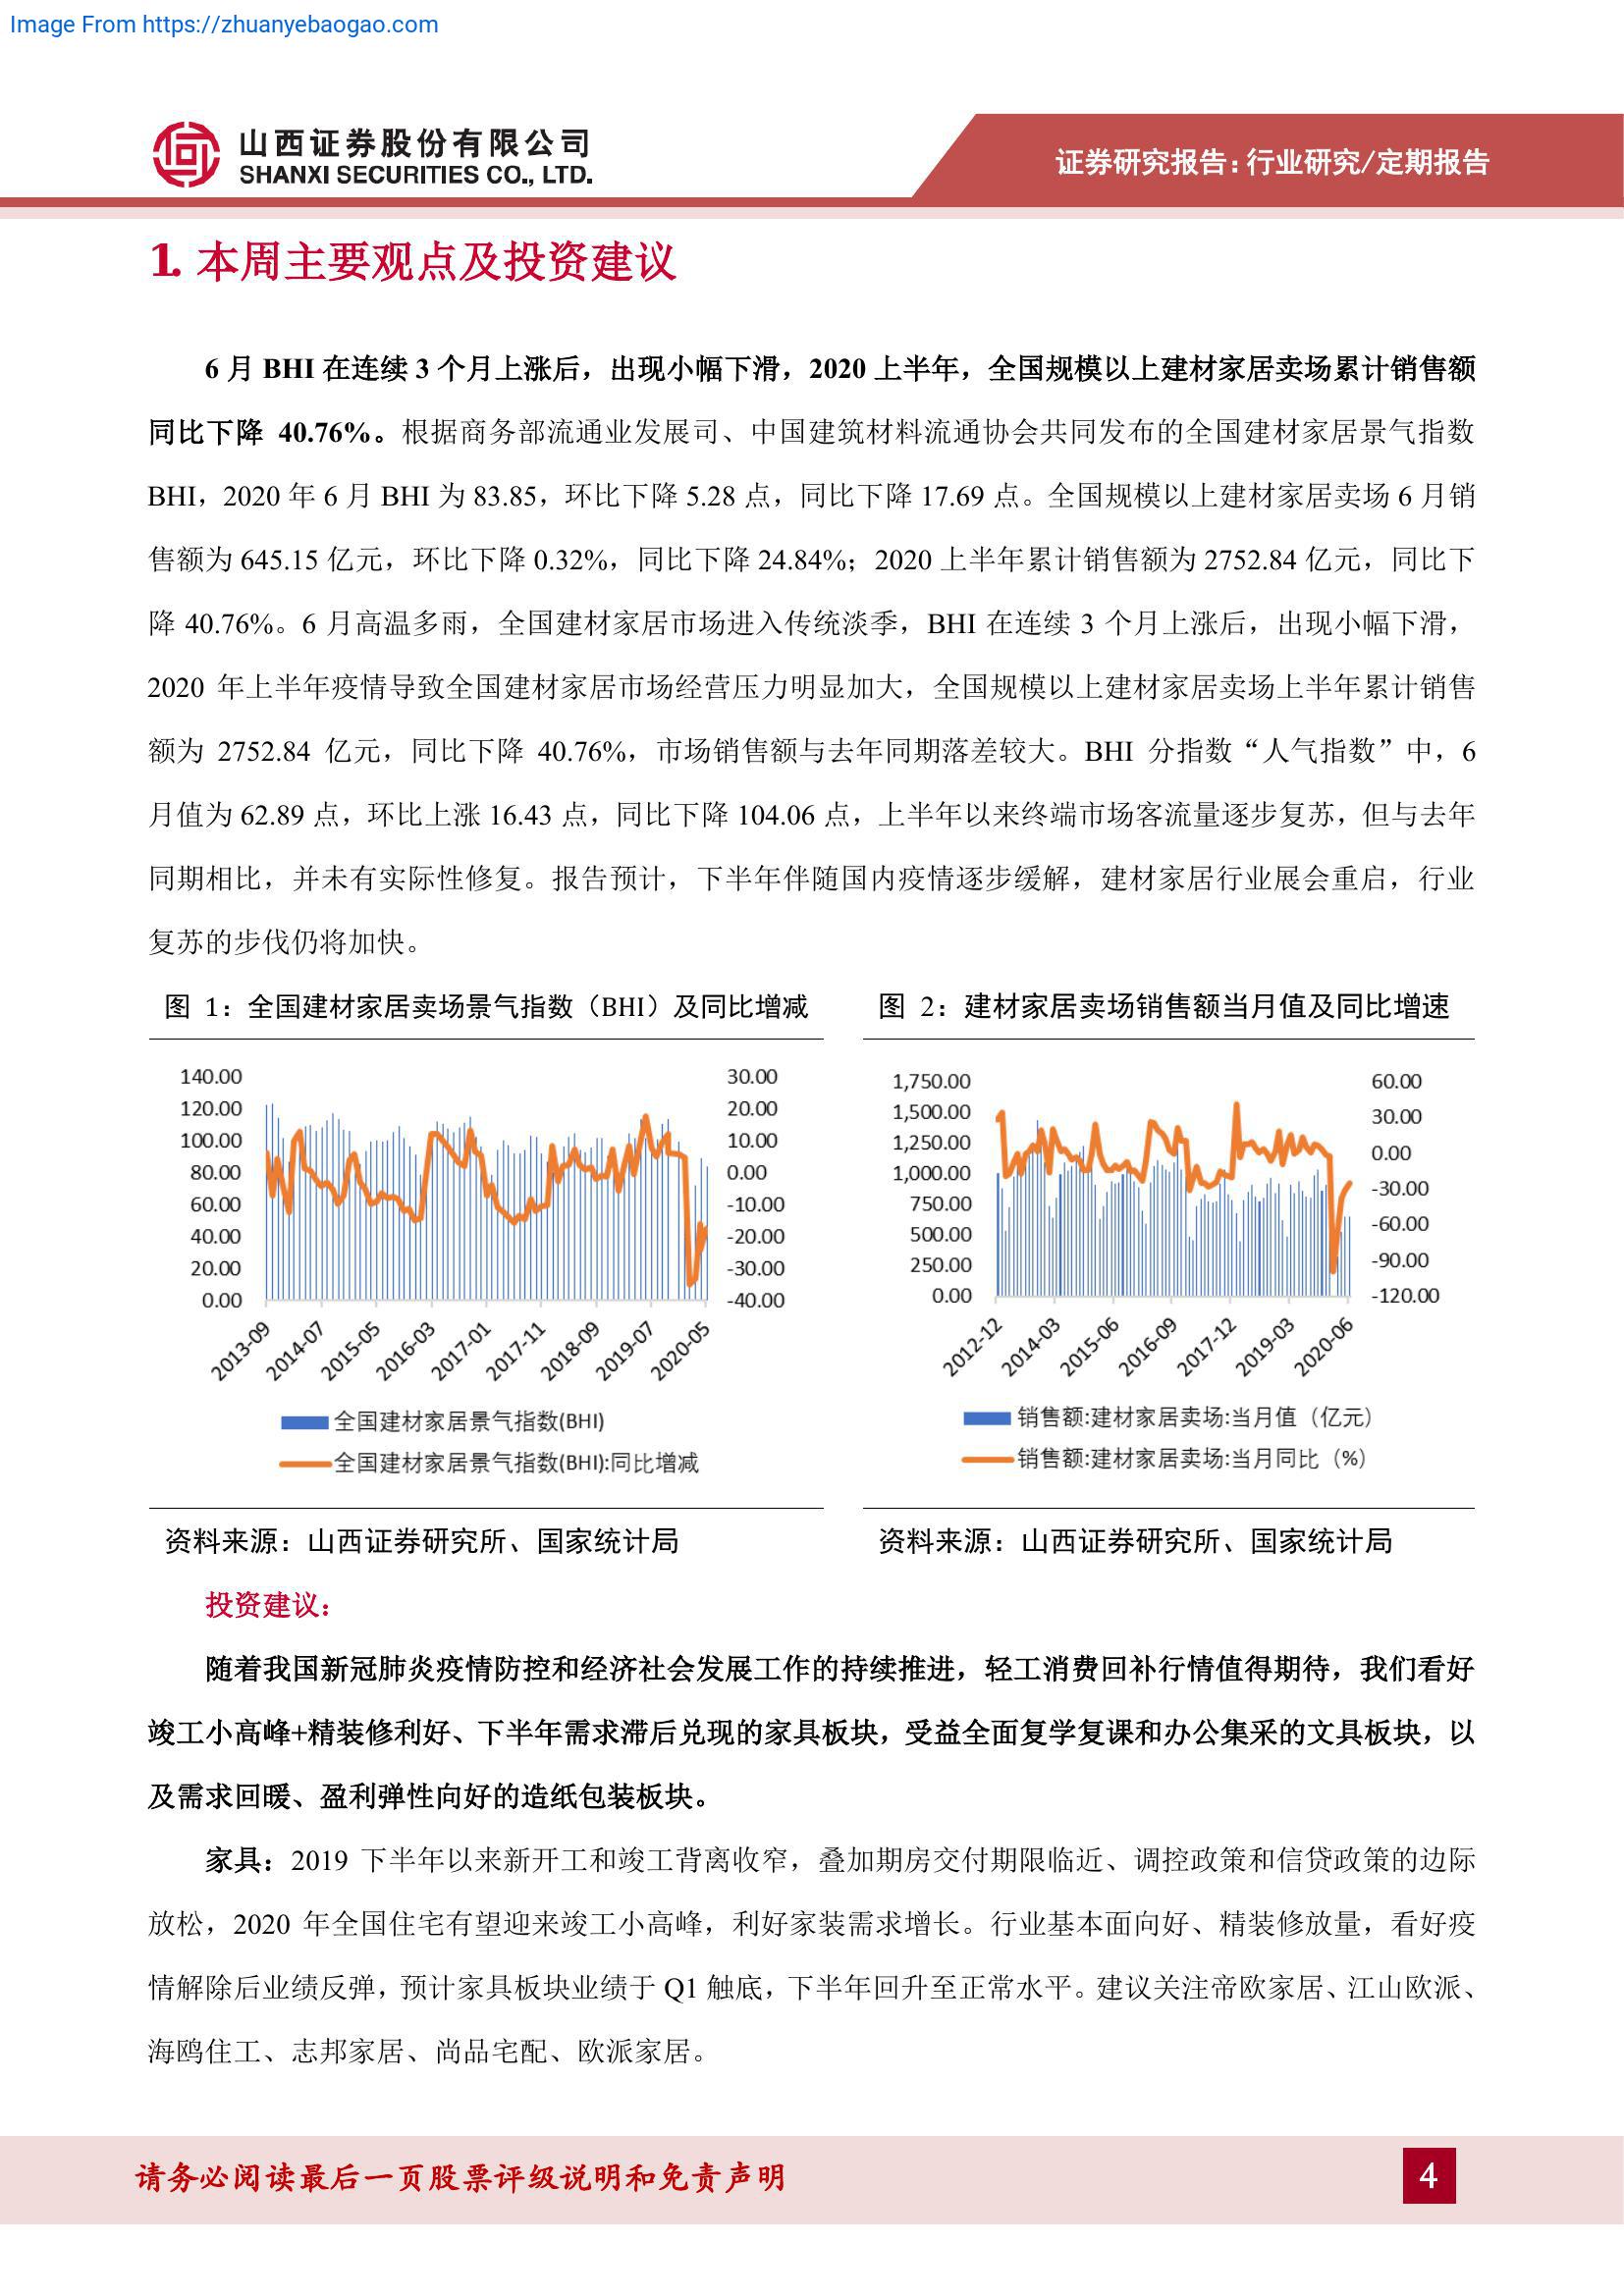 Image From https://zhuanyebaogao.com
山西证券股份有限公司
SHANXI SECURITIES CO., LTD.
证券研究报告：行业研究/定期报告
1. 本周主要观点及投资建议
6 月 BHI 在连续 3 个月上涨后，出现小幅下滑，2020 上半年，全国规模以上建材家居卖场累计销售额
同比下降 40.76%。根据商务部流通业发展司、中国建筑材料流通协会共同发布的全国建材家居景气指数
BHI，2020 年 6 月 BHI 为 83.85，环比下降 5.28 点，同比下降 17.69 点。全国规模以上建材家居卖场 6 月销
售额为 645.15 亿元，环比下降 0.32%，同比下降 24.84%；2020 上半年累计销售额为 2752.84 亿元，同比下
降 40.76%。6 月高温多雨，全国建材家居市场进入传统淡季，BHI 在连续 3 个月上涨后，出现小幅下滑，
2020 年上半年疫情导致全国建材家居市场经营压力明显加大，全国规模以上建材家居卖场上半年累计销售
额为 2752.84 亿元，同比下降 40.76%，市场销售额与去年同期落差较大。BHI 分指数“人气指数”中，6
月值为 62.89 点，环比上涨 16.43 点，同比下降 104.06 点，上半年以来终端市场客流量逐步复苏，但与去年
同期相比，并未有实际性修复。报告预计，下半年伴随国内疫情逐步缓解，建材家居行业展会重启，行业
复苏的步伐仍将加快。
图 1：全国建材家居卖场景气指数（BHI）及同比增减
140.00
120.00
100.00
80.00
60.00
40.00
20.00
0.00
30.00
20.00
10.00
0.00
-10.00
-20.00
-30.00
-40.00
2013-09
2014-07
2015-05
2016-03
2017-01
2017-11
2018-09
2019-07
2020-05
全国建材家居景气指数(BHI)
全国建材家居景气指数(BHI):同比增减
资料来源：山西证券研究所、国家统计局
图 2：建材家居卖场销售额当月值及同比增速
1,750.00
1,500.00
1,250.00
1,000.00
750.00
500.00
250.00
0.00
60.00
30.00
0.00
-30.00
-60.00
-90.00
-120.00
2012-12
2014-03
2015-06
2016-09
2017-12
2019-03
2020-06
销售额:建材家居卖场:当月值（亿元）
销售额:建材家居卖场:当月同比（%）
资料来源：山西证券研究所、国家统计局
投资建议：
随着我国新冠肺炎疫情防控和经济社会发展工作的持续推进，轻工消费回补行情值得期待，我们看好
竣工小高峰+精装修利好、下半年需求滞后兑现的家具板块，受益全面复学复课和办公集采的文具板块，以
及需求回暖、盈利弹性向好的造纸包装板块。
家具：2019 下半年以来新开工和竣工背离收窄，叠加期房交付期限临近、调控政策和信贷政策的边际
放松，2020 年全国住宅有望迎来竣工小高峰，利好家装需求增长。行业基本面向好、精装修放量，看好疫
情解除后业绩反弹，预计家具板块业绩于 Q1 触底，下半年回升至正常水平。建议关注帝欧家居、江山欧派、
海鸥住工、志邦家居、尚品宅配、欧派家居。
请务必阅读最后一页股票评级说明和免责声明
4